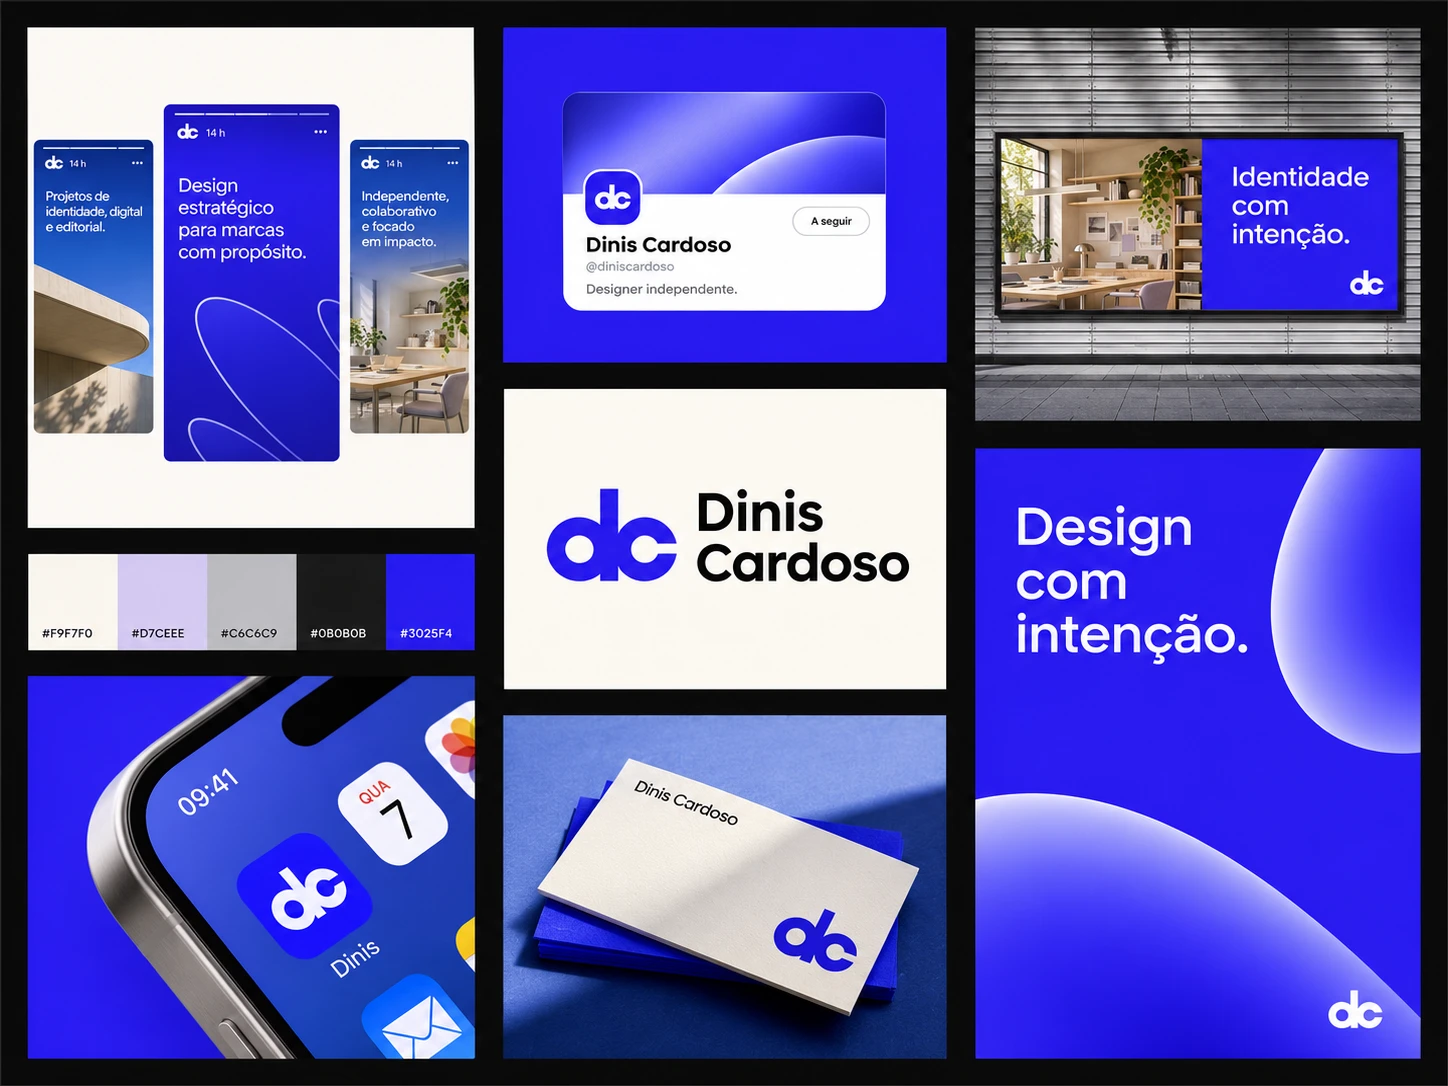 dc 14 h
Projetos de
identidade, digital
e editorial.
dc 14 h
Design
estratégico
para marcas
com propósito.
dc 14 h
Independente,
colaborativo
e focado
em impacto.
#F9F7F0
#D7CEEE
#C6C6C9
#0B0B0B
#3025F4
09:41
QUA
7
dc
Dinis
dc
A seguir
Dinis Cardoso
@diniscardoso
Designer independente.
dc
Dinis
Cardoso
Dinis Cardoso
dc
Identidade
com
intenção.
dc
Design
com
intenção.
dc